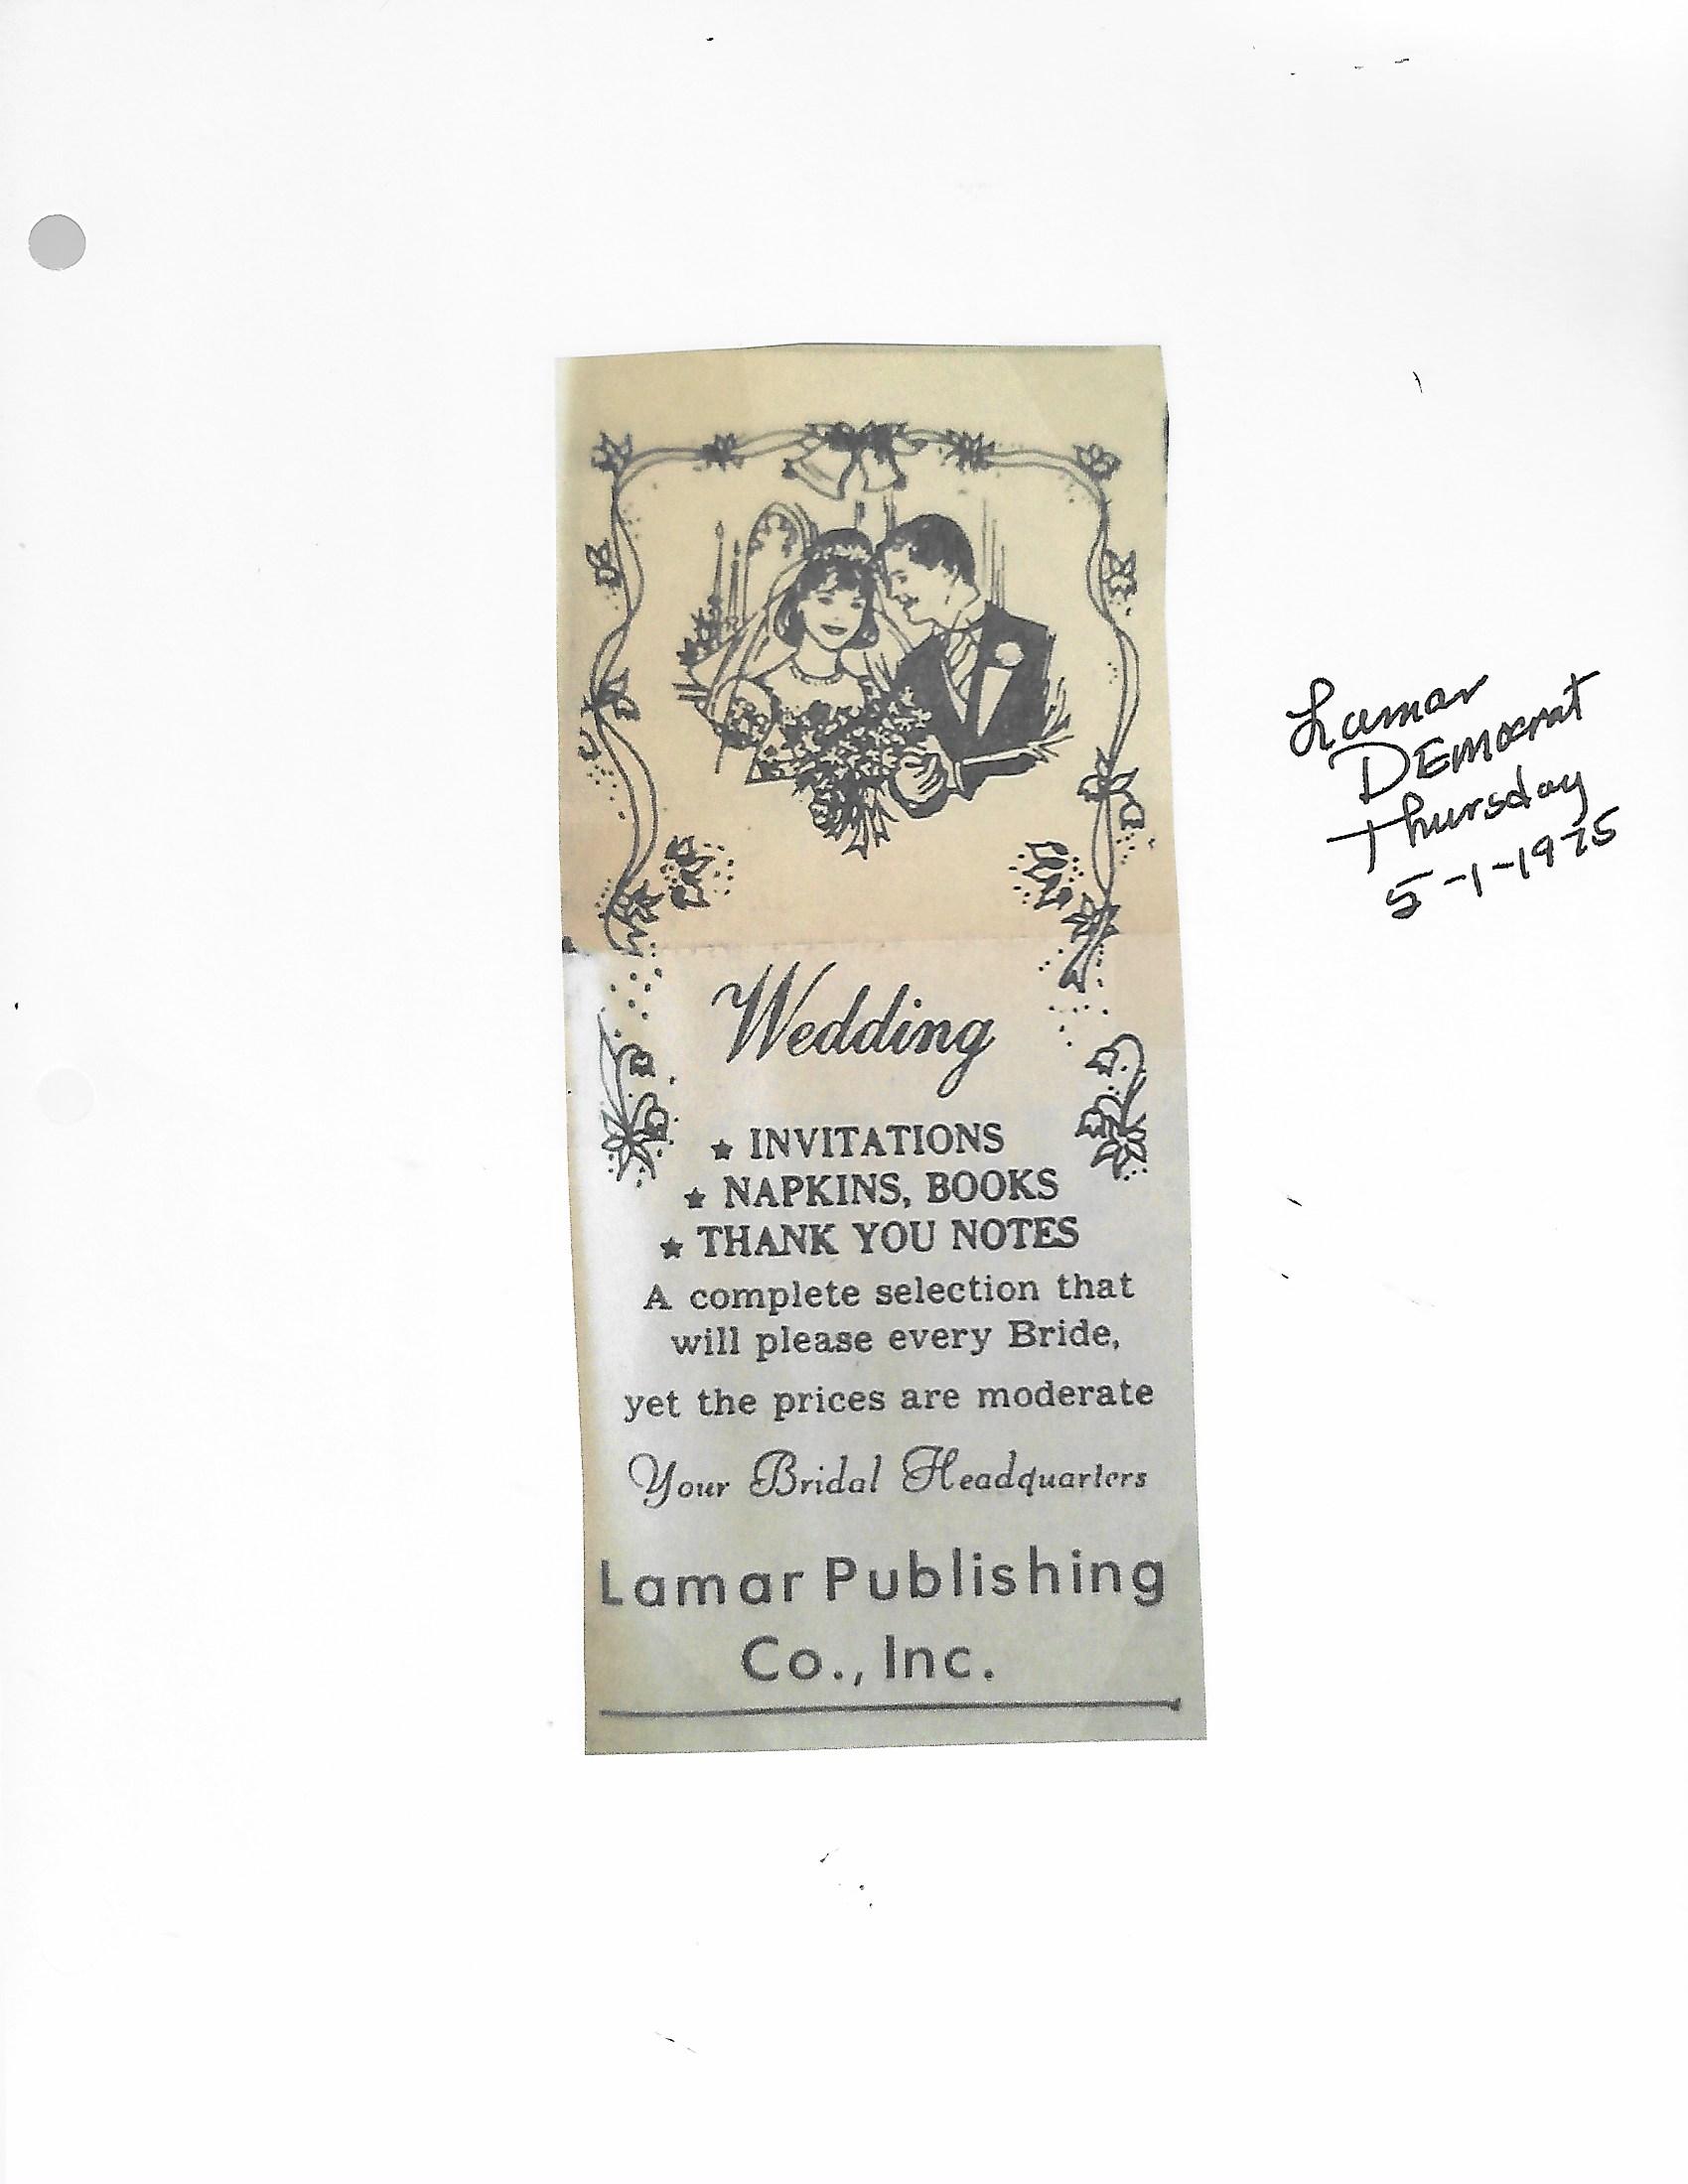 Wedding
★ INVITATIONS
★ NAPKINS, BOOKS
★ THANK YOU NOTES
A complete selection that
will please every Bride,
yet the prices are moderate
Your Bridal Headquarters
Lamar Publishing
Co., Inc.
Lamar
DEmocrat
Thursday
5-1-1975